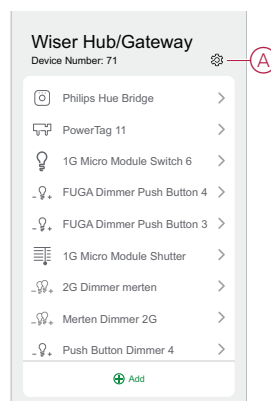 Wiser Hub/Gateway
Device Number: 71
A
Philips Hue Bridge
PowerTag 11
1G Micro Module Switch 6
FUGA Dimmer Push Button 4
FUGA Dimmer Push Button 3
1G Micro Module Shutter
2G Dimmer merten
Merten Dimmer 2G
Push Button Dimmer 4
Add